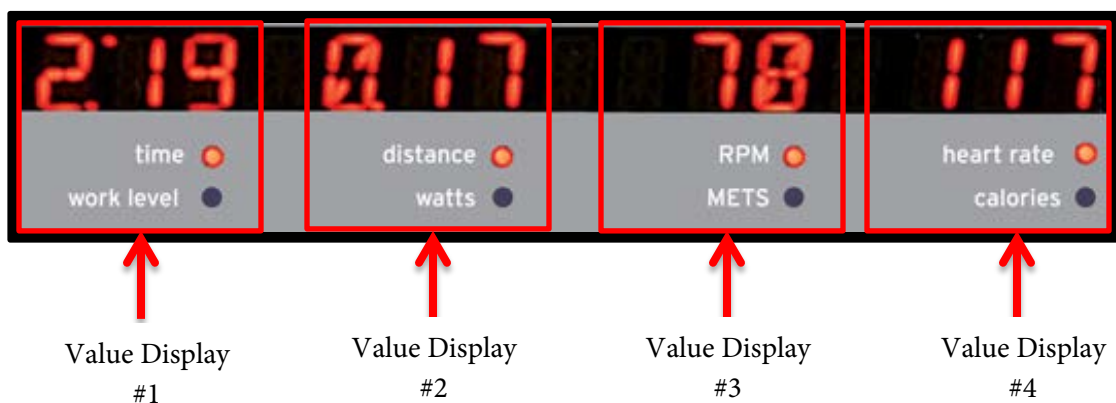 2:19 0.17 78 117
time distance RPM heart rate
work level watts METS calories
Value Display Value Display Value Display Value Display
#1 #2 #3 #4